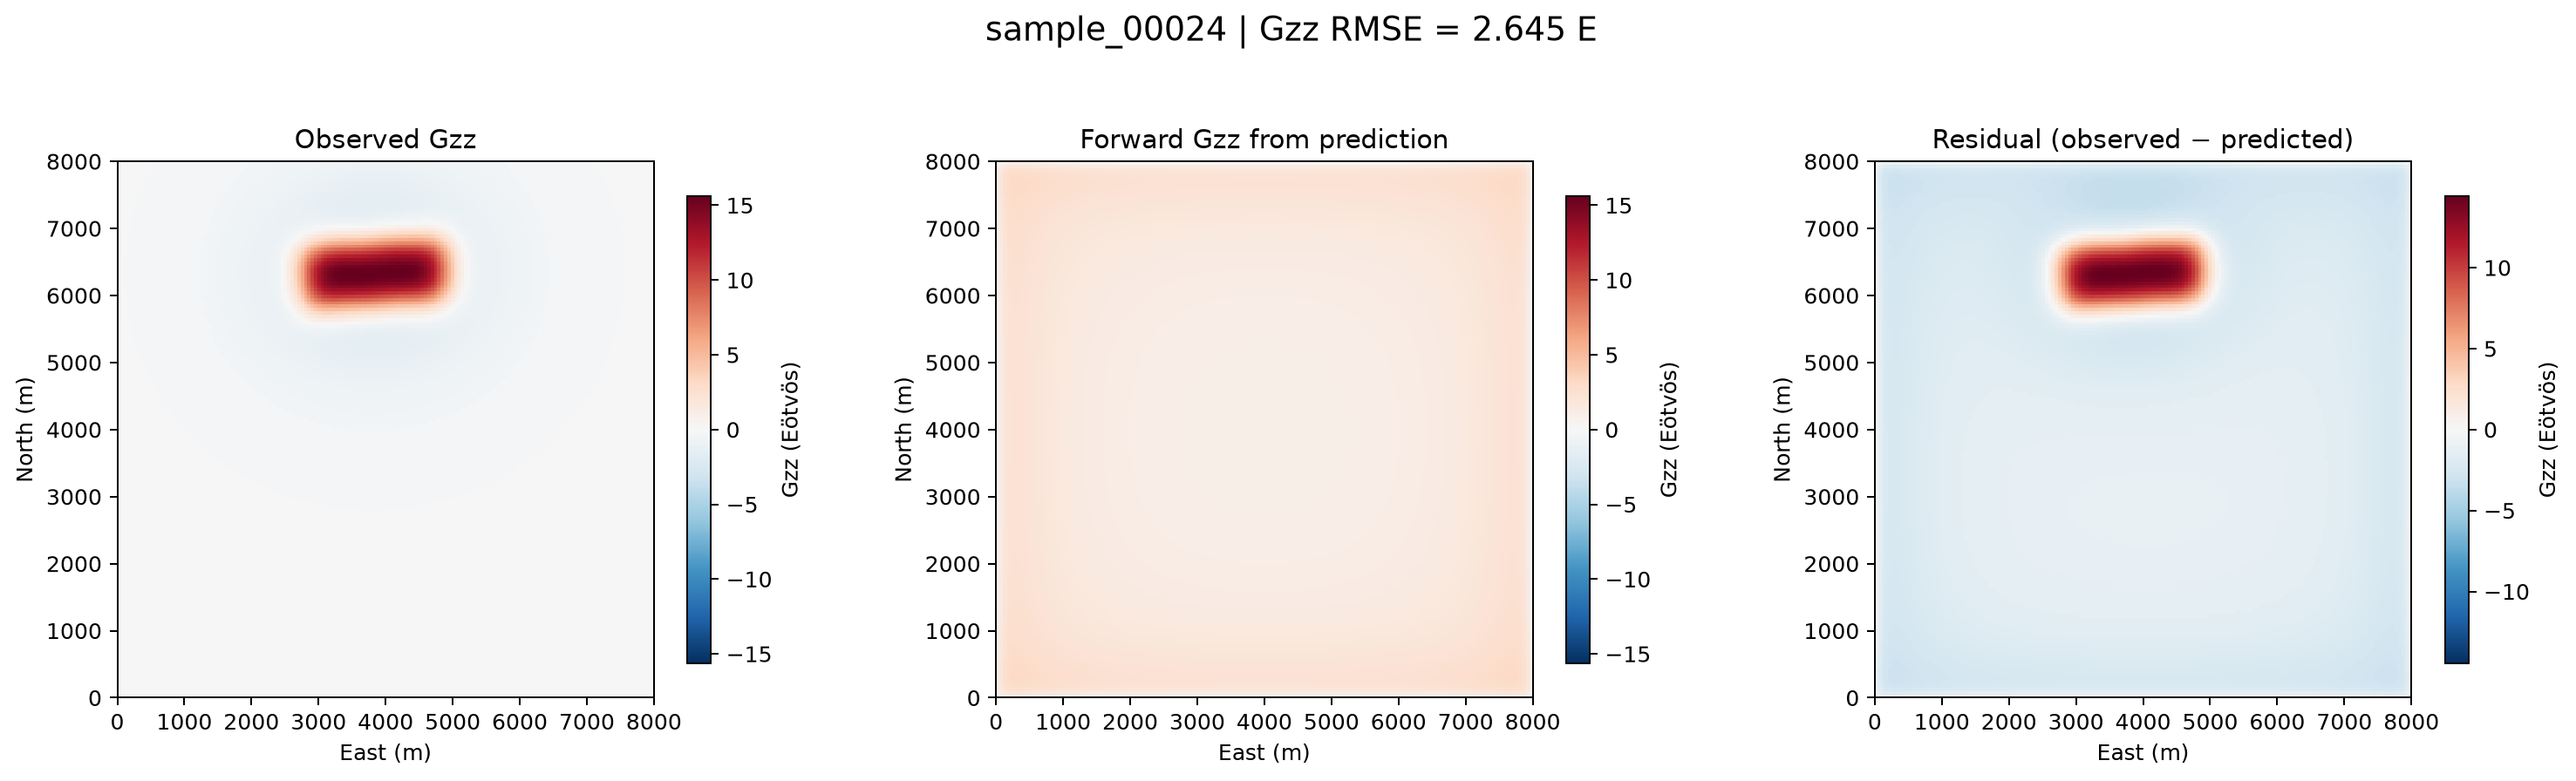 sample_00024 | Gzz RMSE = 2.645 E
Observed Gzz
8000
7000
6000
5000
4000
3000
2000
1000
0
North (m)
0 1000 2000 3000 4000 5000 6000 7000 8000
East (m)
15
10
5
0
−5
−10
−15
Gzz (Eötvös)
Forward Gzz from prediction
8000
7000
6000
5000
4000
3000
2000
1000
0
North (m)
0 1000 2000 3000 4000 5000 6000 7000 8000
East (m)
15
10
5
0
−5
−10
−15
Gzz (Eötvös)
Residual (observed − predicted)
8000
7000
6000
5000
4000
3000
2000
1000
0
North (m)
0 1000 2000 3000 4000 5000 6000 7000 8000
East (m)
10
5
0
−5
−10
Gzz (Eötvös)